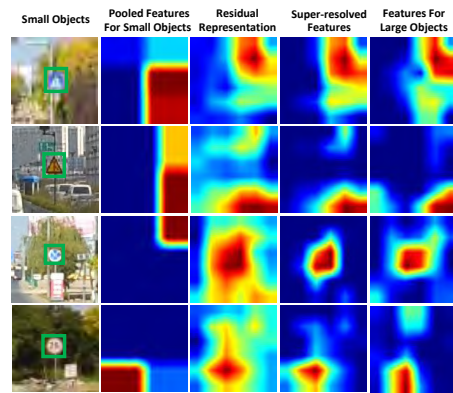 Small Objects
Pooled Features
For Small Objects
Residual
Representation
Super-resolved
Features
Features For
Large Objects